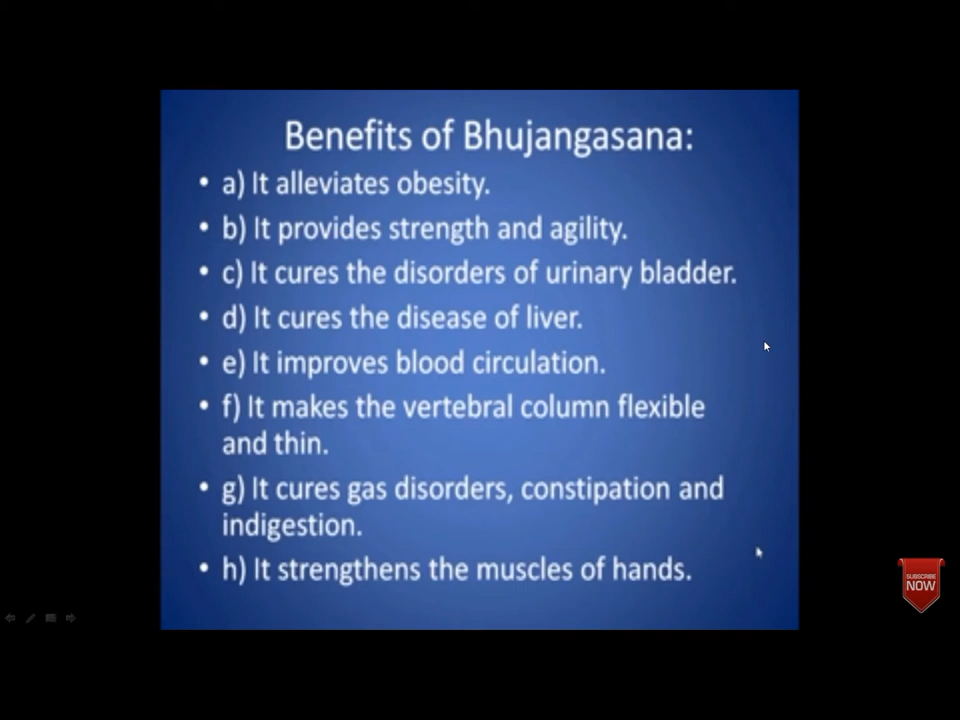 Benefits of Bhujangasana:
• a) It alleviates obesity.
• b) It provides strength and agility.
• c) It cures the disorders of urinary bladder.
• d) It cures the disease of liver.
• e) It improves blood circulation.
• f) It makes the vertebral column flexible
and thin.
• g) It cures gas disorders, constipation and
indigestion.
• h) It strengthens the muscles of hands.
SUBSCRIBE
NOW